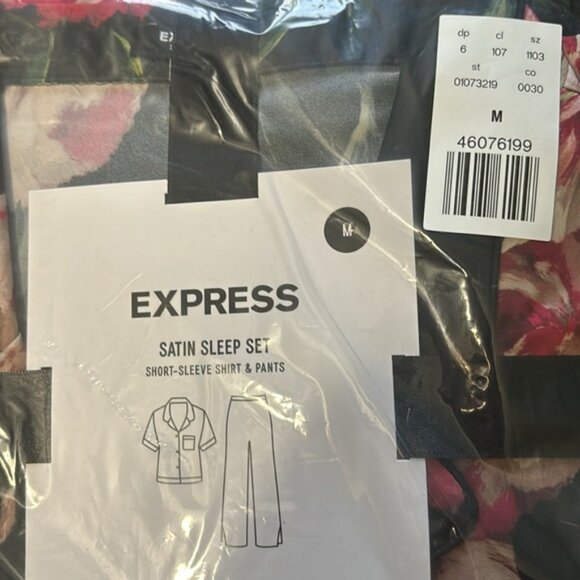 EX
dp cl sz
6 107 1103
st co
01073219 0030
M
46076199
M
EXPRESS
SATIN SLEEP SET
SHORT-SLEEVE SHIRT & PANTS